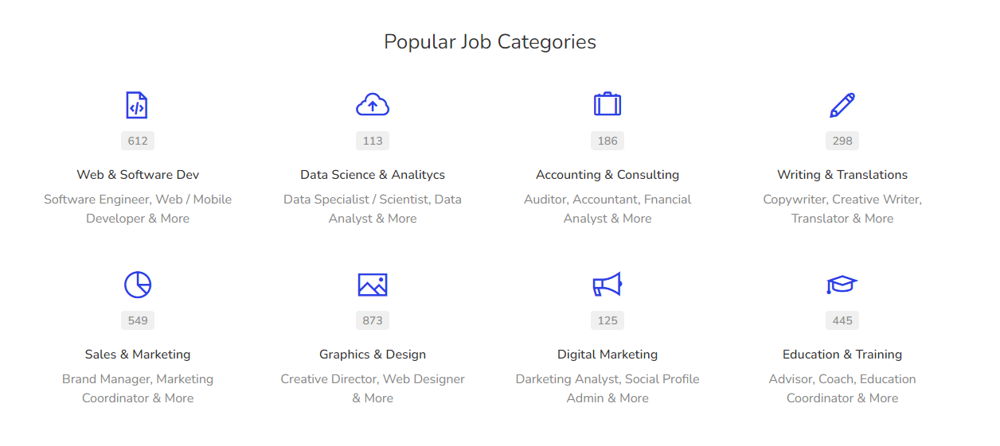 Popular Job Categories
612
113
186
298
Web & Software Dev
Data Science & Analitycs
Accounting & Consulting
Writing & Translations
Software Engineer, Web / Mobile
Developer & More
Data Specialist / Scientist, Data
Analyst & More
Auditor, Accountant, Fnancial
Analyst & More
Copywriter, Creative Writer,
Translator & More
549
873
125
445
Sales & Marketing
Graphics & Design
Digital Marketing
Education & Training
Brand Manager, Marketing
Coordinator & More
Creative Director, Web Designer
& More
Darketing Analyst, Social Profile
Admin & More
Advisor, Coach, Education
Coordinator & More